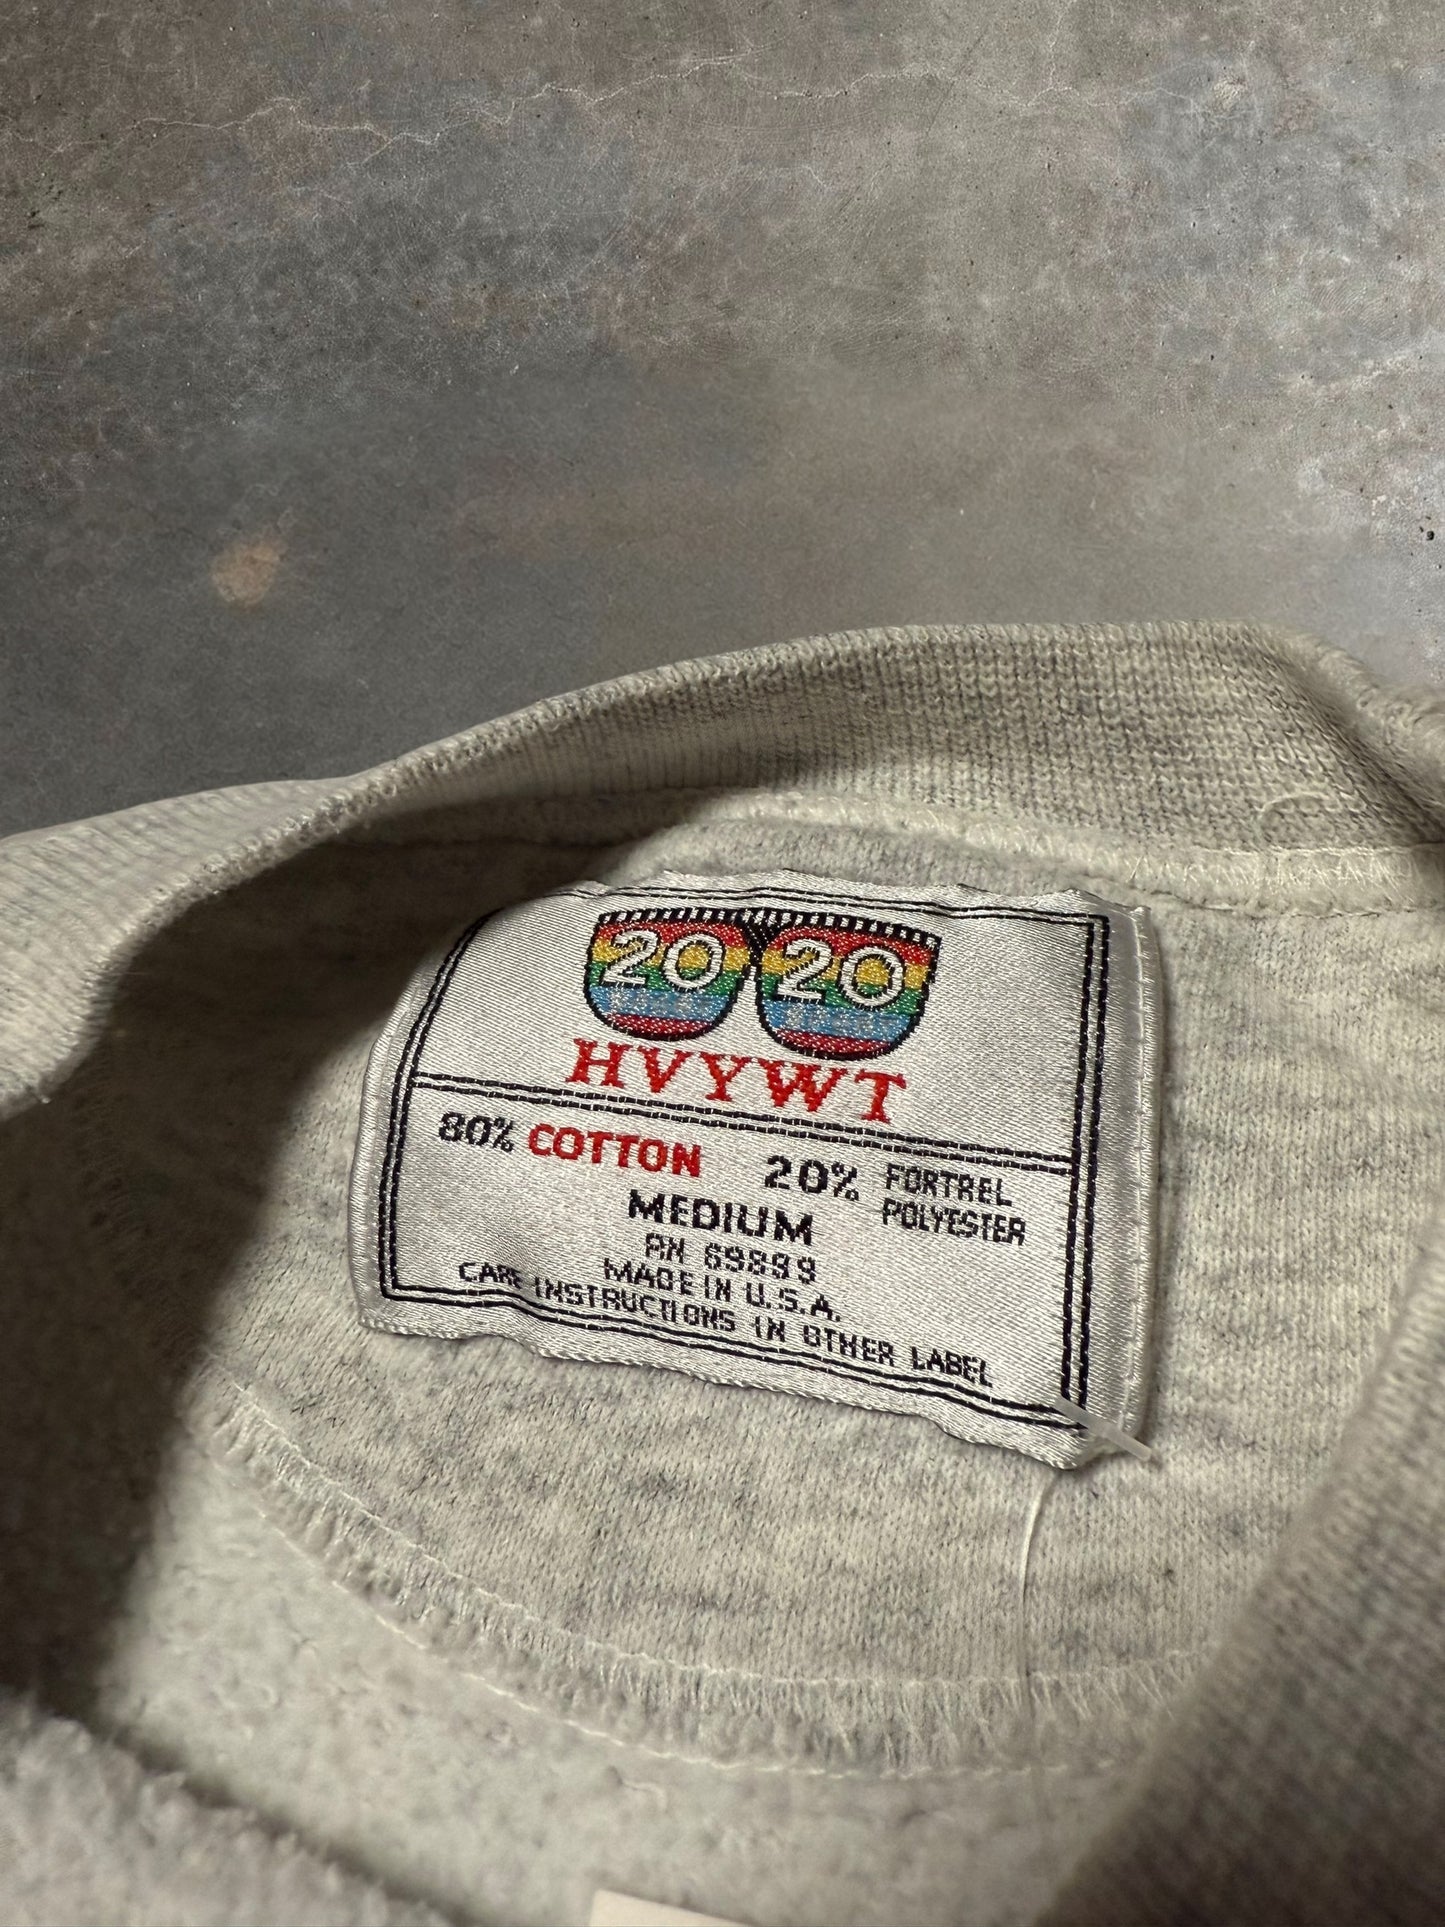 20 20
HVYWT
80% COTTON 20% FORTREL POLYESTER
MEDIUM
RN 69899
MADE IN U.S.A.
CARE INSTRUCTIONS IN OTHER LABEL